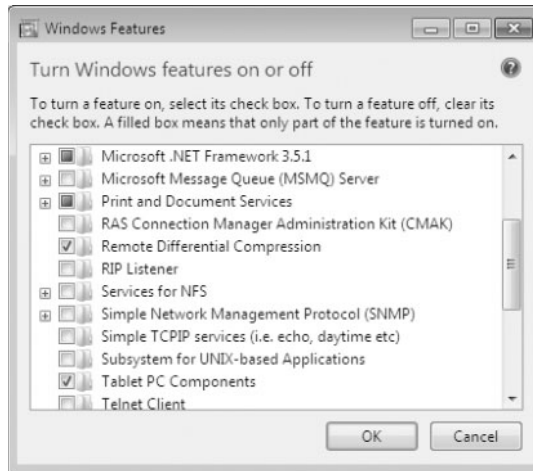 Windows Features
Turn Windows features on or off
To turn a feature on, select its check box. To turn a feature off, clear its
check box. A filled box means that only part of the feature is turned on.
Microsoft .NET Framework 3.5.1
Microsoft Message Queue (MSMQ) Server
Print and Document Services
RAS Connection Manager Administration Kit (CMAK)
Remote Differential Compression
RIP Listener
Services for NFS
Simple Network Management Protocol (SNMP)
Simple TCPIP services (i.e. echo, daytime etc)
Subsystem for UNIX-based Applications
Tablet PC Components
Telnet Client
OK Cancel